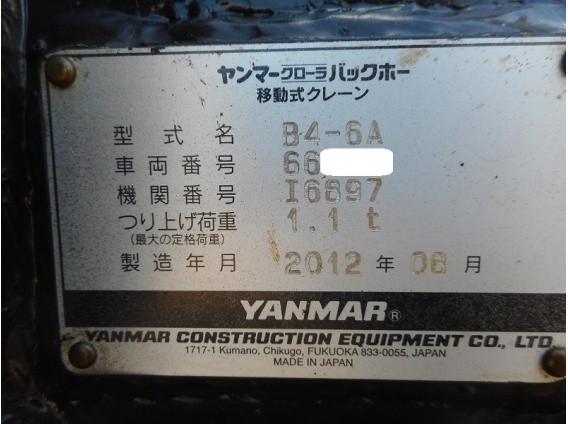 ヤンマークローラバックホー
移動式クレーン
型式名 B4-6A
車両番号 66
機関番号 I6897
つり上げ荷重 1.1 t
(最大の定格荷重)
製造年月 2012 年 06 月
YANMAR®
YANMAR CONSTRUCTION EQUIPMENT CO., LTD.
1717-1 Kumano, Chikugo, FUKUOKA 833-0055, JAPAN
MADE IN JAPAN